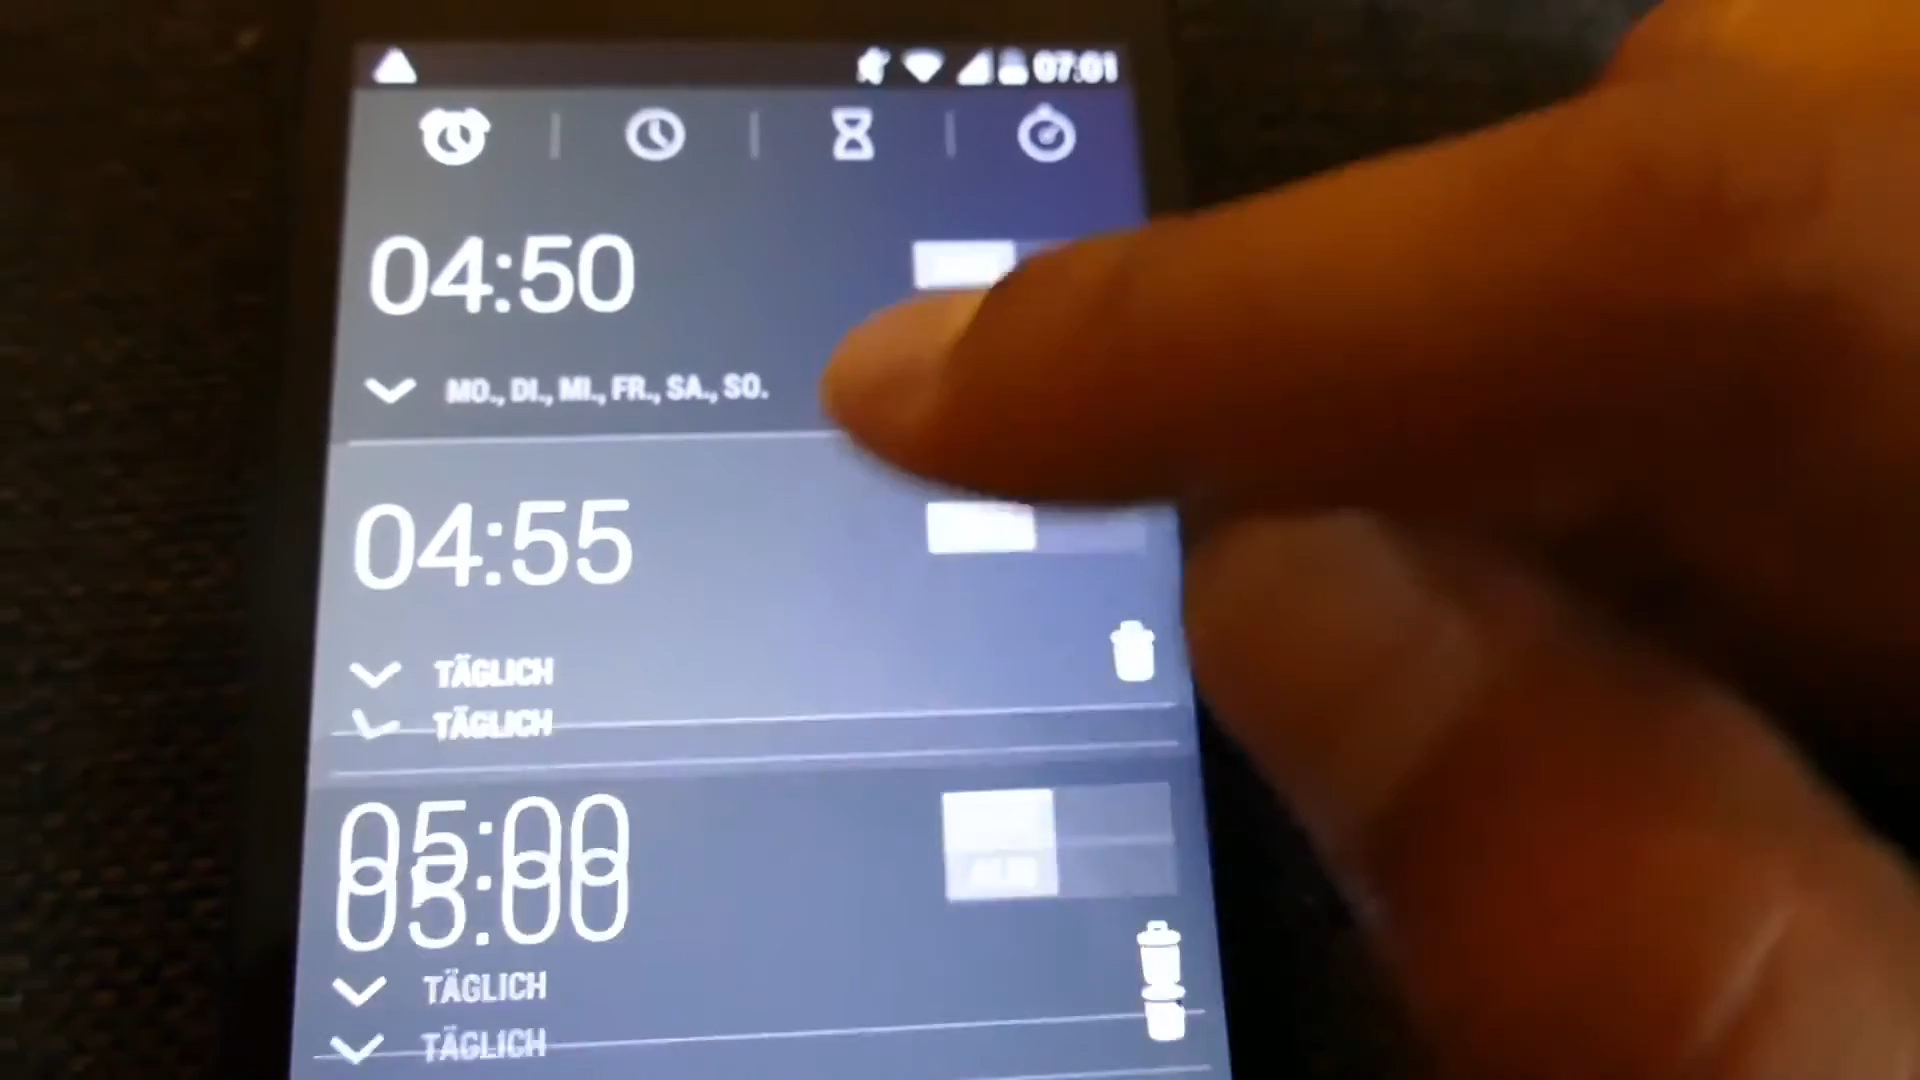 07:01
04:50
MO., DI., MI., FR., SA., SO.
04:55
TÄGLICH
TÄGLICH
05:00
05:00
TÄGLICH
TÄGLICH